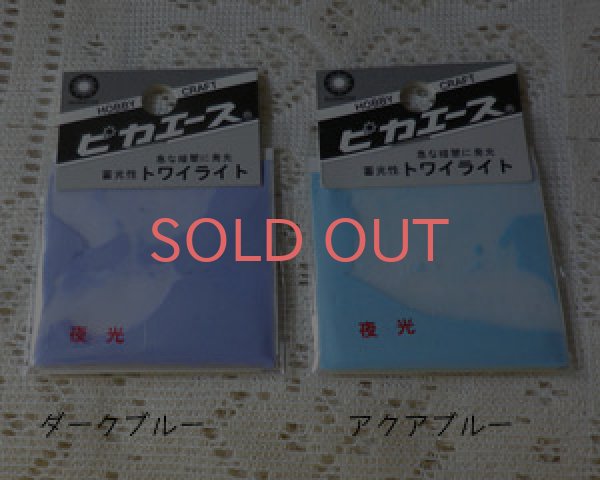 HOBBY CRAFT
ピカエース
急な暗闇に発光
蓄光性 トワイライト
HOBBY CRAFT
ピカエース
急な暗闇に発光
蓄光性 トワイライト
SOLD OUT
夜 光
夜 光
ダークブルー
アクアブルー